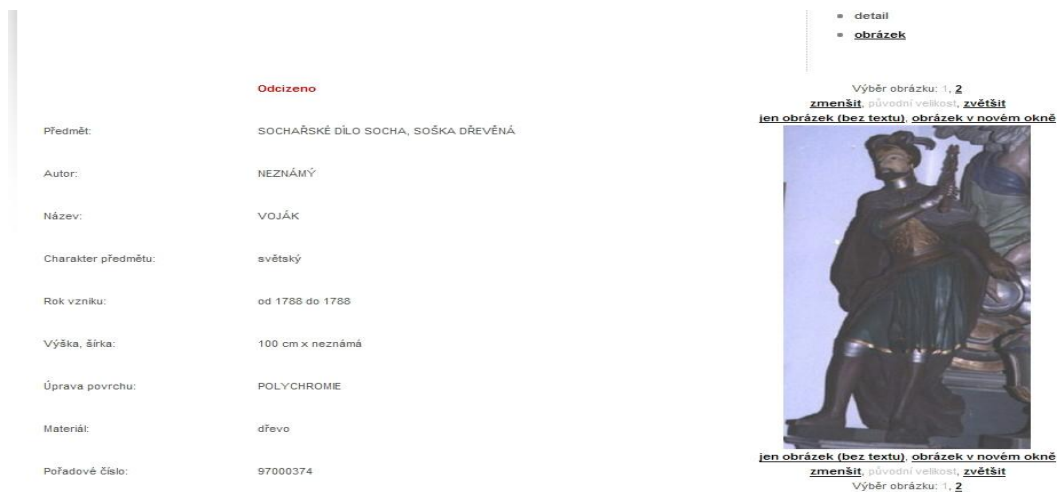 detail
obrázek
Odcizeno
Výběr obrázku: 1, 2
zmenšit, původní velikost, zvětšit
jen obrázek (bez textu), obrázek v novém okně
Předmět: SOCHAŘSKÉ DÍLO SOCHA, SOŠKA DŘEVĚNÁ
Autor: NEZNÁMÝ
Název: VOJÁK
Charakter předmětu: světský
Rok vzniku: od 1788 do 1788
Výška, šírka: 100 cm x neznámá
Úprava povrchu: POLYCHROMIE
Materiál: dřevo
Pořadové číslo: 97000374
jen obrázek (bez textu), obrázek v novém okně
zmenšit, původní velikost, zvětšit
Výběr obrázku: 1, 2